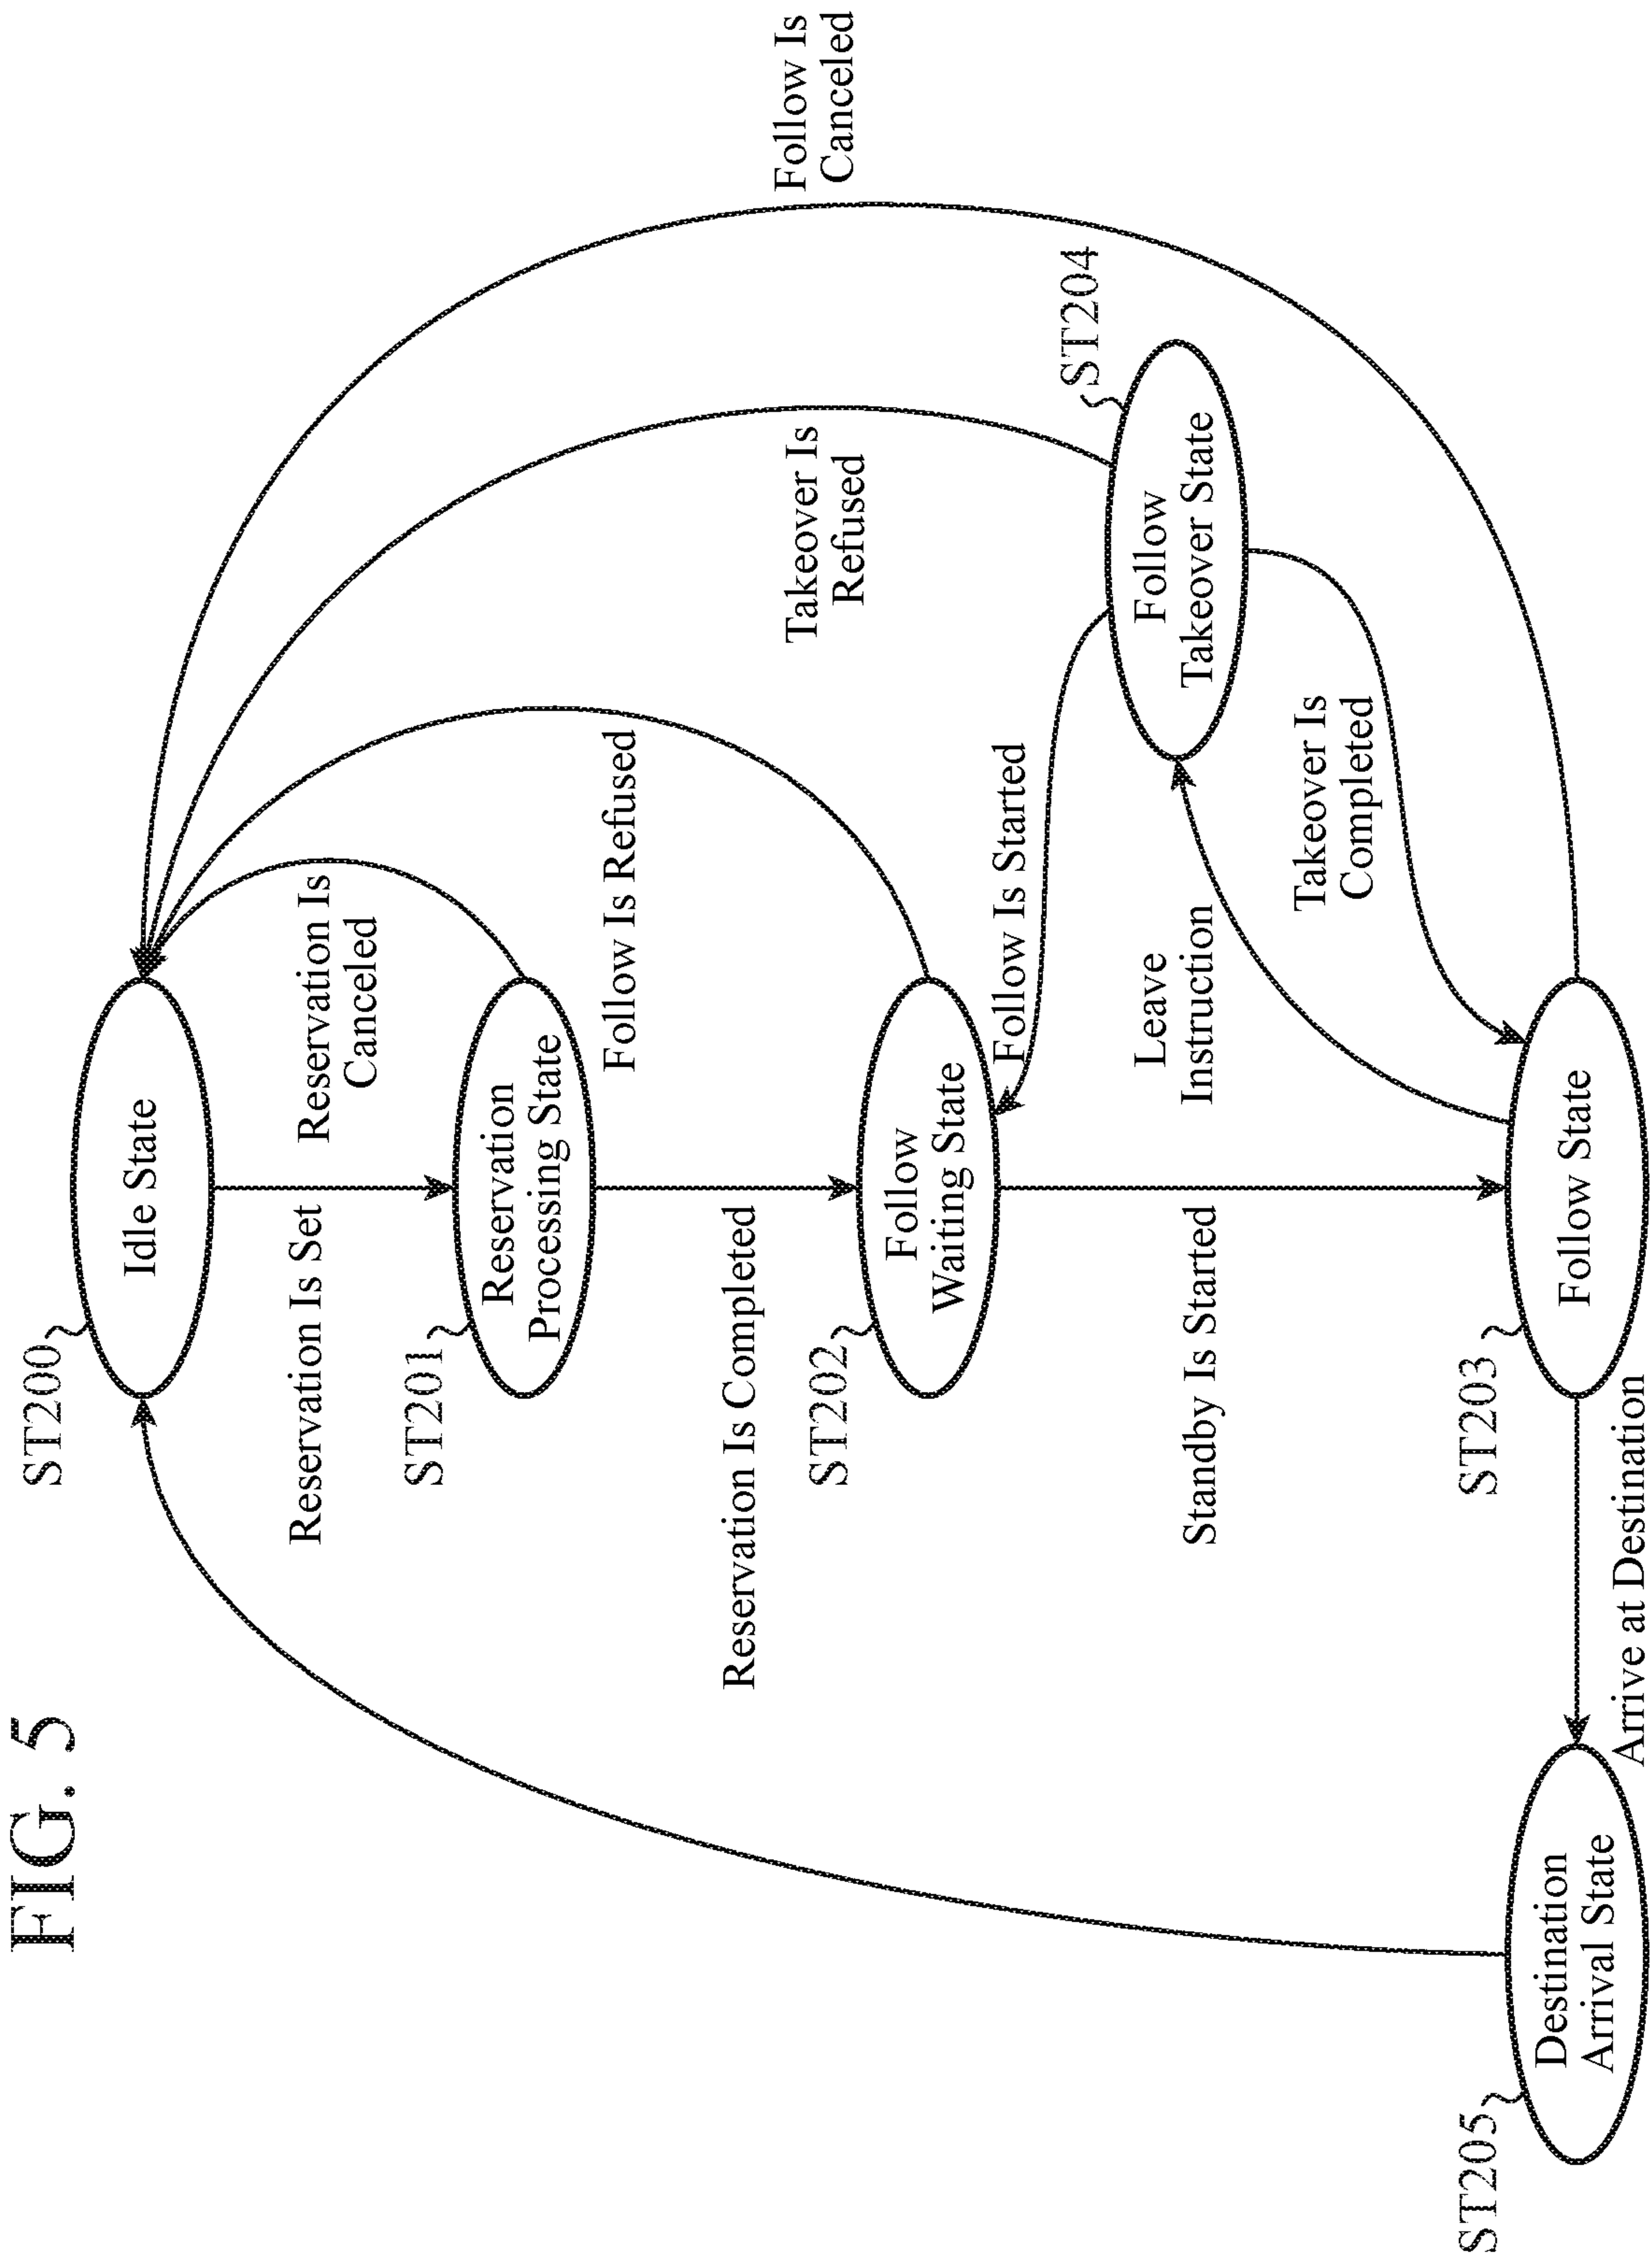 FIG. 5
ST200
Idle State
Reservation Is Set
Reservation Is
Canceled
ST201
Reservation
Processing State
Reservation Is Completed
Follow Is Refused
ST202
Follow
Waiting State
Takeover Is
Refused
Follow Is
Canceled
Follow Is Started
ST204
Follow
Takeover State
Standby Is Started
Leave
Instruction
Takeover Is
Completed
ST205
Destination
Arrival State
ST203
Follow State
Arrive at Destination